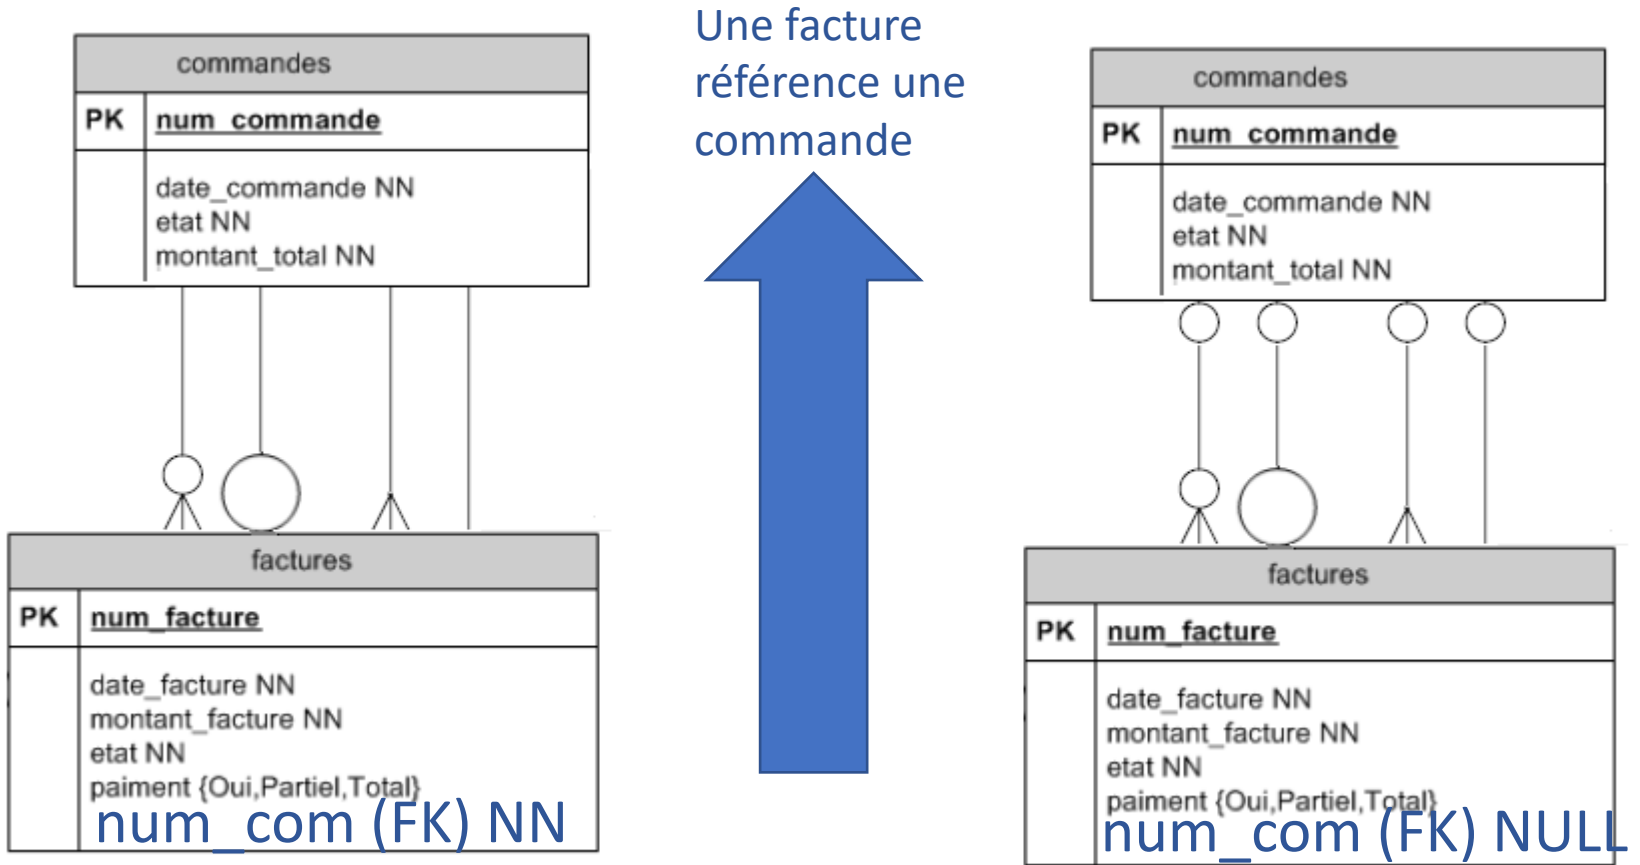 commandes
PK num_commande
date_commande NN
etat NN
montant_total NN
factures
PK num_facture
date_facture NN
montant_facture NN
etat NN
paiment {Oui,Partiel,Total}
num_com (FK) NN
Une facture
référence une
commande
commandes
PK num_commande
date_commande NN
etat NN
montant_total NN
factures
PK num_facture
date_facture NN
montant_facture NN
etat NN
paiment {Oui,Partiel,Total}
num_com (FK) NULL